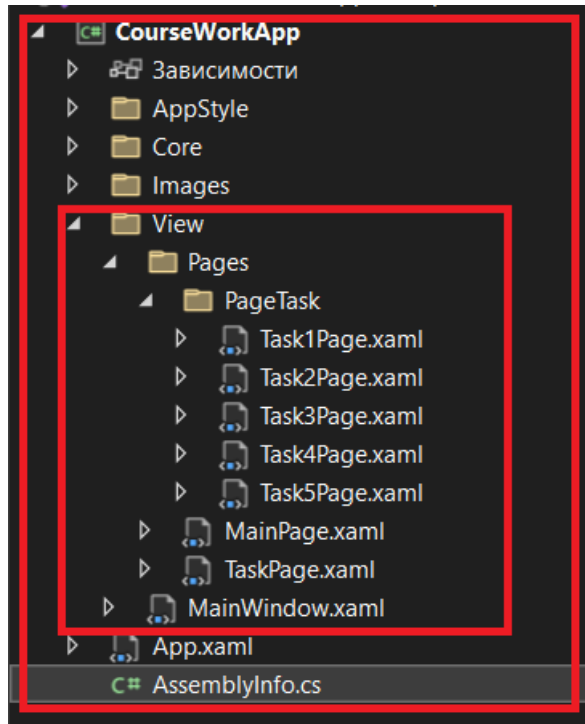 C# CourseWorkApp
Зависимости
AppStyle
Core
Images
View
Pages
PageTask
Task1Page.xaml
Task2Page.xaml
Task3Page.xaml
Task4Page.xaml
Task5Page.xaml
MainPage.xaml
TaskPage.xaml
MainWindow.xaml
App.xaml
C# AssemblyInfo.cs